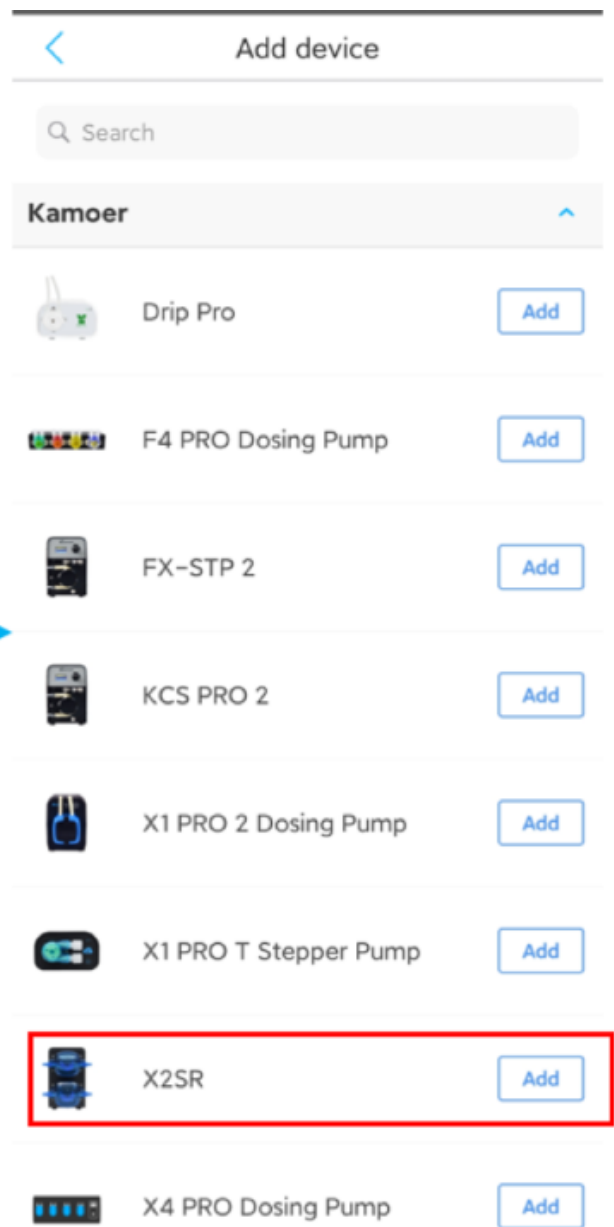 Add device
Search
Kamoer
Drip Pro
Add
F4 PRO Dosing Pump
Add
FX-STP 2
Add
KCS PRO 2
Add
X1 PRO 2 Dosing Pump
Add
X1 PRO T Stepper Pump
Add
X2SR
Add
X4 PRO Dosing Pump
Add